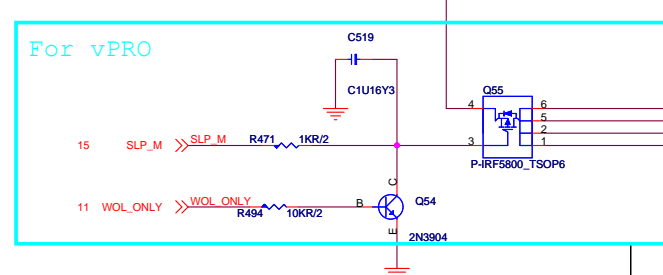 For vPRO
C519
C1U16Y3
Q55
4
6
5
2
3
1
P-IRF5800_TSOP6
15
SLP_M
SLP_M
R471
1KR/2
C
11
WOL_ONLY
WOL_ONLY
R494
10KR/2
B
Q54
E
2N3904